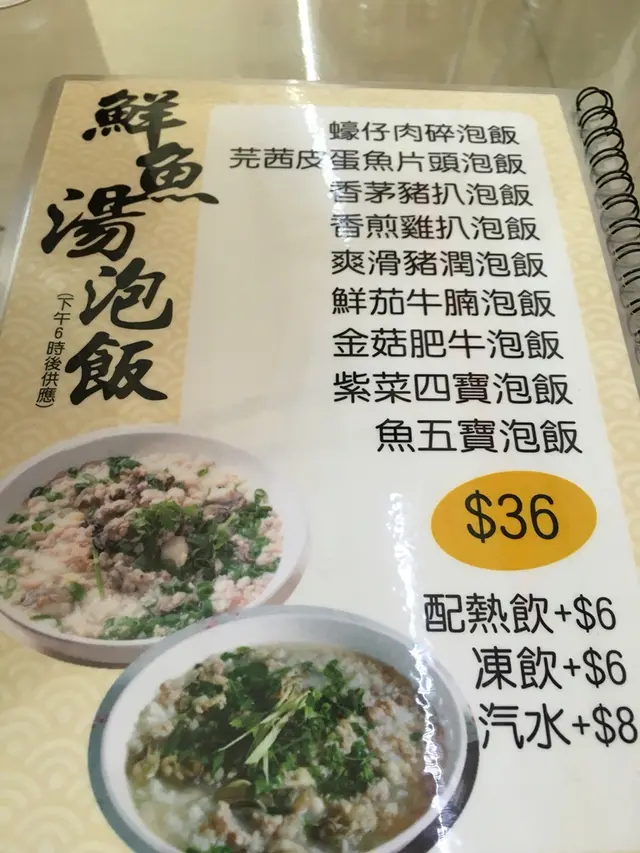 鮮魚湯泡飯
(下午6時後供應)
蠔仔肉碎泡飯
芫茜皮蛋魚片頭泡飯
香茅豬扒泡飯
香煎雞扒泡飯
爽滑豬潤泡飯
鮮茄牛腩泡飯
金菇肥牛泡飯
紫菜四寶泡飯
魚五寶泡飯
$36
配熱飲+$6
凍飲+$6
汽水+$8